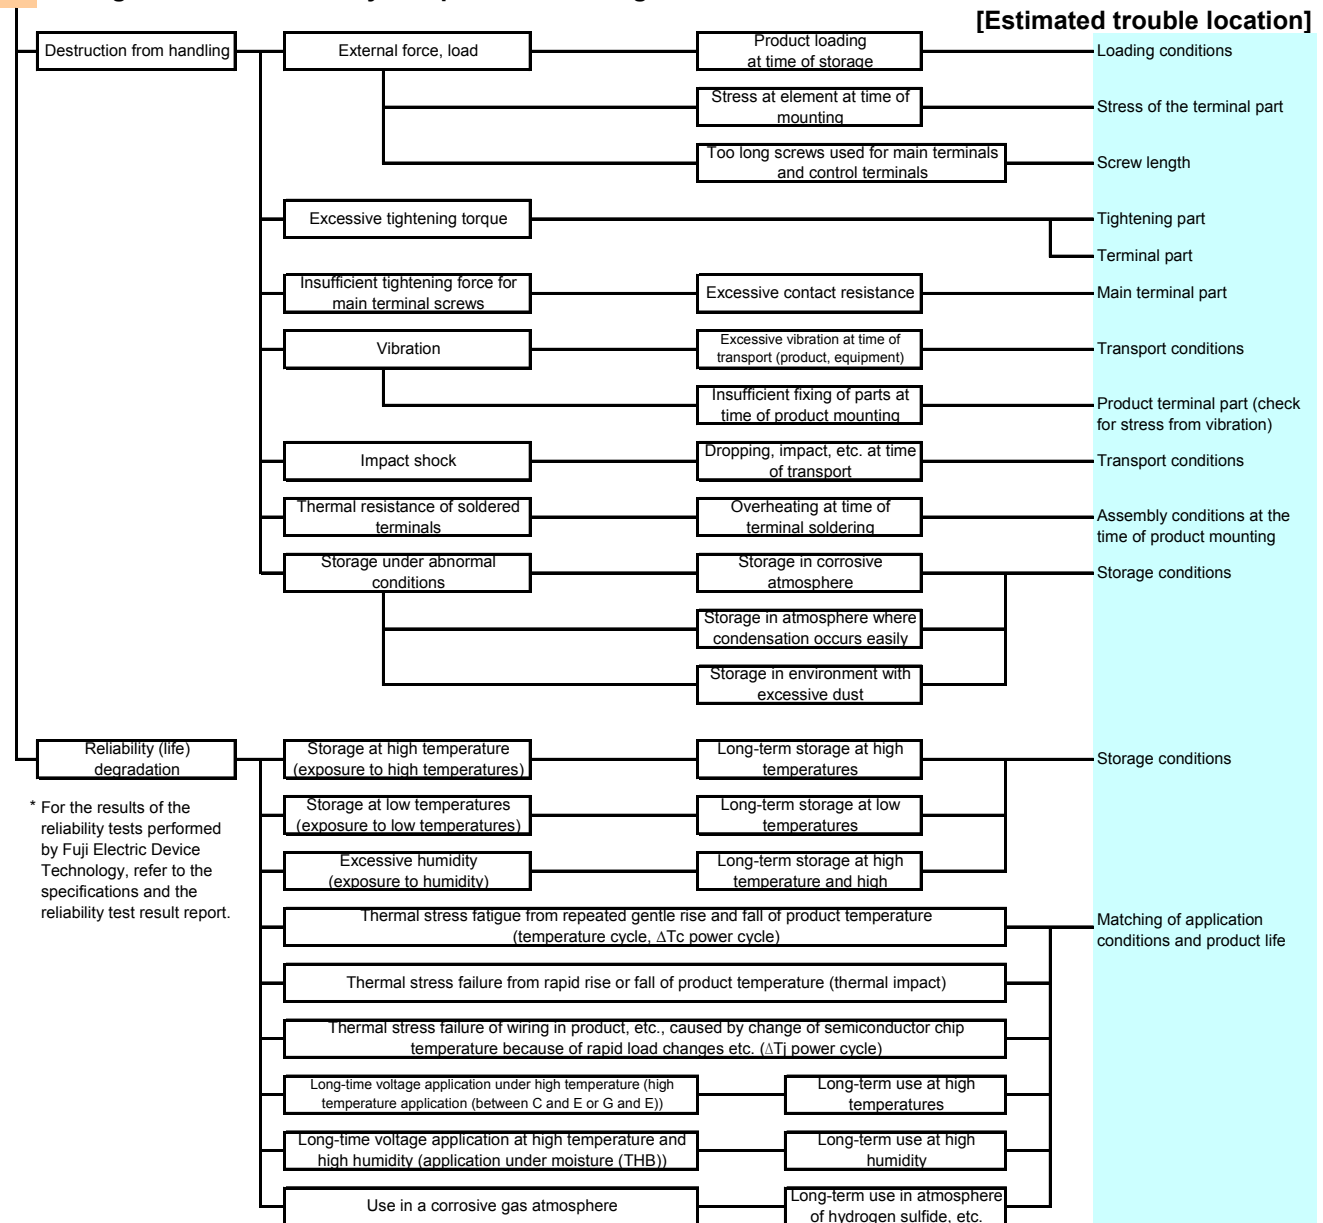 [Estimated trouble location]
Destruction from handling
External force, load
Product loading
at time of storage
Loading conditions
Stress at element at time of
mounting
Stress of the terminal part
Too long screws used for main terminals
and control terminals
Screw length
Excessive tightening torque
Tightening part
Terminal part
Insufficient tightening force for
main terminal screws
Excessive contact resistance
Main terminal part
Vibration
Excessive vibration at time of
transport (product, equipment)
Transport conditions
Insufficient fixing of parts at
time of product mounting
Product terminal part (check
for stress from vibration)
Impact shock
Dropping, impact, etc. at time
of transport
Transport conditions
Thermal resistance of soldered
terminals
Overheating at time of
terminal soldering
Assembly conditions at the
time of product mounting
Storage under abnormal
conditions
Storage in corrosive
atmosphere
Storage conditions
Storage in atmosphere where
condensation occurs easily
Storage in environment with
excessive dust
Reliability (life)
degradation
Storage at high temperature
(exposure to high temperatures)
Long-term storage at high
temperatures
Storage conditions
* For the results of the
reliability tests performed
by Fuji Electric Device
Technology, refer to the
specifications and the
reliability test result report.
Storage at low temperatures
(exposure to low temperatures)
Long-term storage at low
temperatures
Excessive humidity
(exposure to humidity)
Long-term storage at high
temperature and high
Thermal stress fatigue from repeated gentle rise and fall of product temperature
(temperature cycle, ΔTc power cycle)
Matching of application
conditions and product life
Thermal stress failure from rapid rise or fall of product temperature (thermal impact)
Thermal stress failure of wiring in product, etc., caused by change of semiconductor chip
temperature because of rapid load changes etc. (ΔTj power cycle)
Long-time voltage application under high temperature (high
temperature application (between C and E or G and E))
Long-term use at high
temperatures
Long-time voltage application at high temperature and
high humidity (application under moisture (THB))
Long-term use at high
humidity
Use in a corrosive gas atmosphere
Long-term use in atmosphere
of hydrogen sulfide, etc.